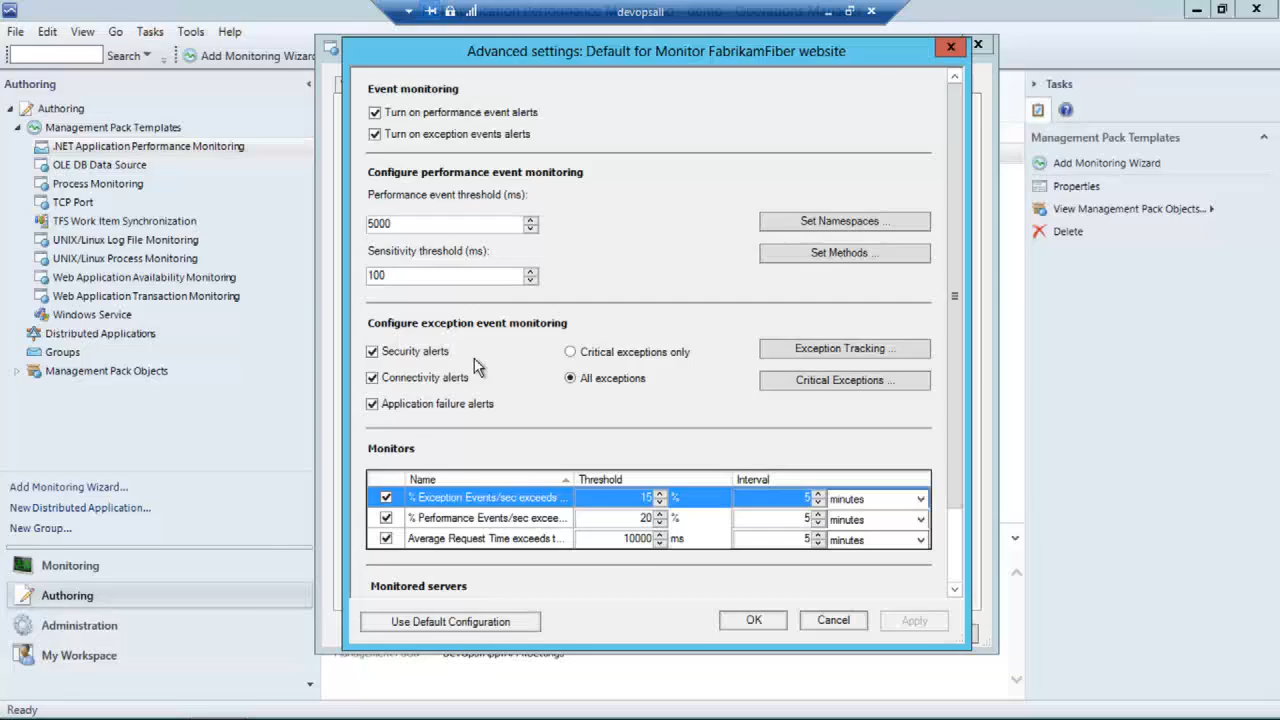 devopsall
File Edit View Go Tasks Tools Help
Search
Add Monitoring Wizard
Authoring
Authoring
Management Pack Templates
.NET Application Performance Monitoring
OLE DB Data Source
Process Monitoring
TCP Port
TFS Work Item Synchronization
UNIX/Linux Log File Monitoring
UNIX/Linux Process Monitoring
Web Application Availability Monitoring
Web Application Transaction Monitoring
Windows Service
Distributed Applications
Groups
Management Pack Objects
Add Monitoring Wizard...
New Distributed Application...
New Group...
Monitoring
Authoring
Administration
My Workspace
Ready
Advanced settings: Default for Monitor FabrikamFiber website
Event monitoring
Turn on performance event alerts
Turn on exception events alerts
Configure performance event monitoring
Performance event threshold (ms):
5000
Set Namespaces ...
Sensitivity threshold (ms):
Set Methods ...
100
Configure exception event monitoring
Security alerts
Critical exceptions only
Exception Tracking ...
Connectivity alerts
All exceptions
Critical Exceptions ...
Application failure alerts
Monitors
Name Threshold Interval
% Exception Events/sec exceeds ... 15 % 5 minutes
% Performance Events/sec excee... 20 % 5 minutes
Average Request Time exceeds t... 10000 ms 5 minutes
Monitored servers
Use Default Configuration
OK
Cancel
Apply
Tasks
Management Pack Templates
Add Monitoring Wizard
Properties
View Management Pack Objects...
Delete